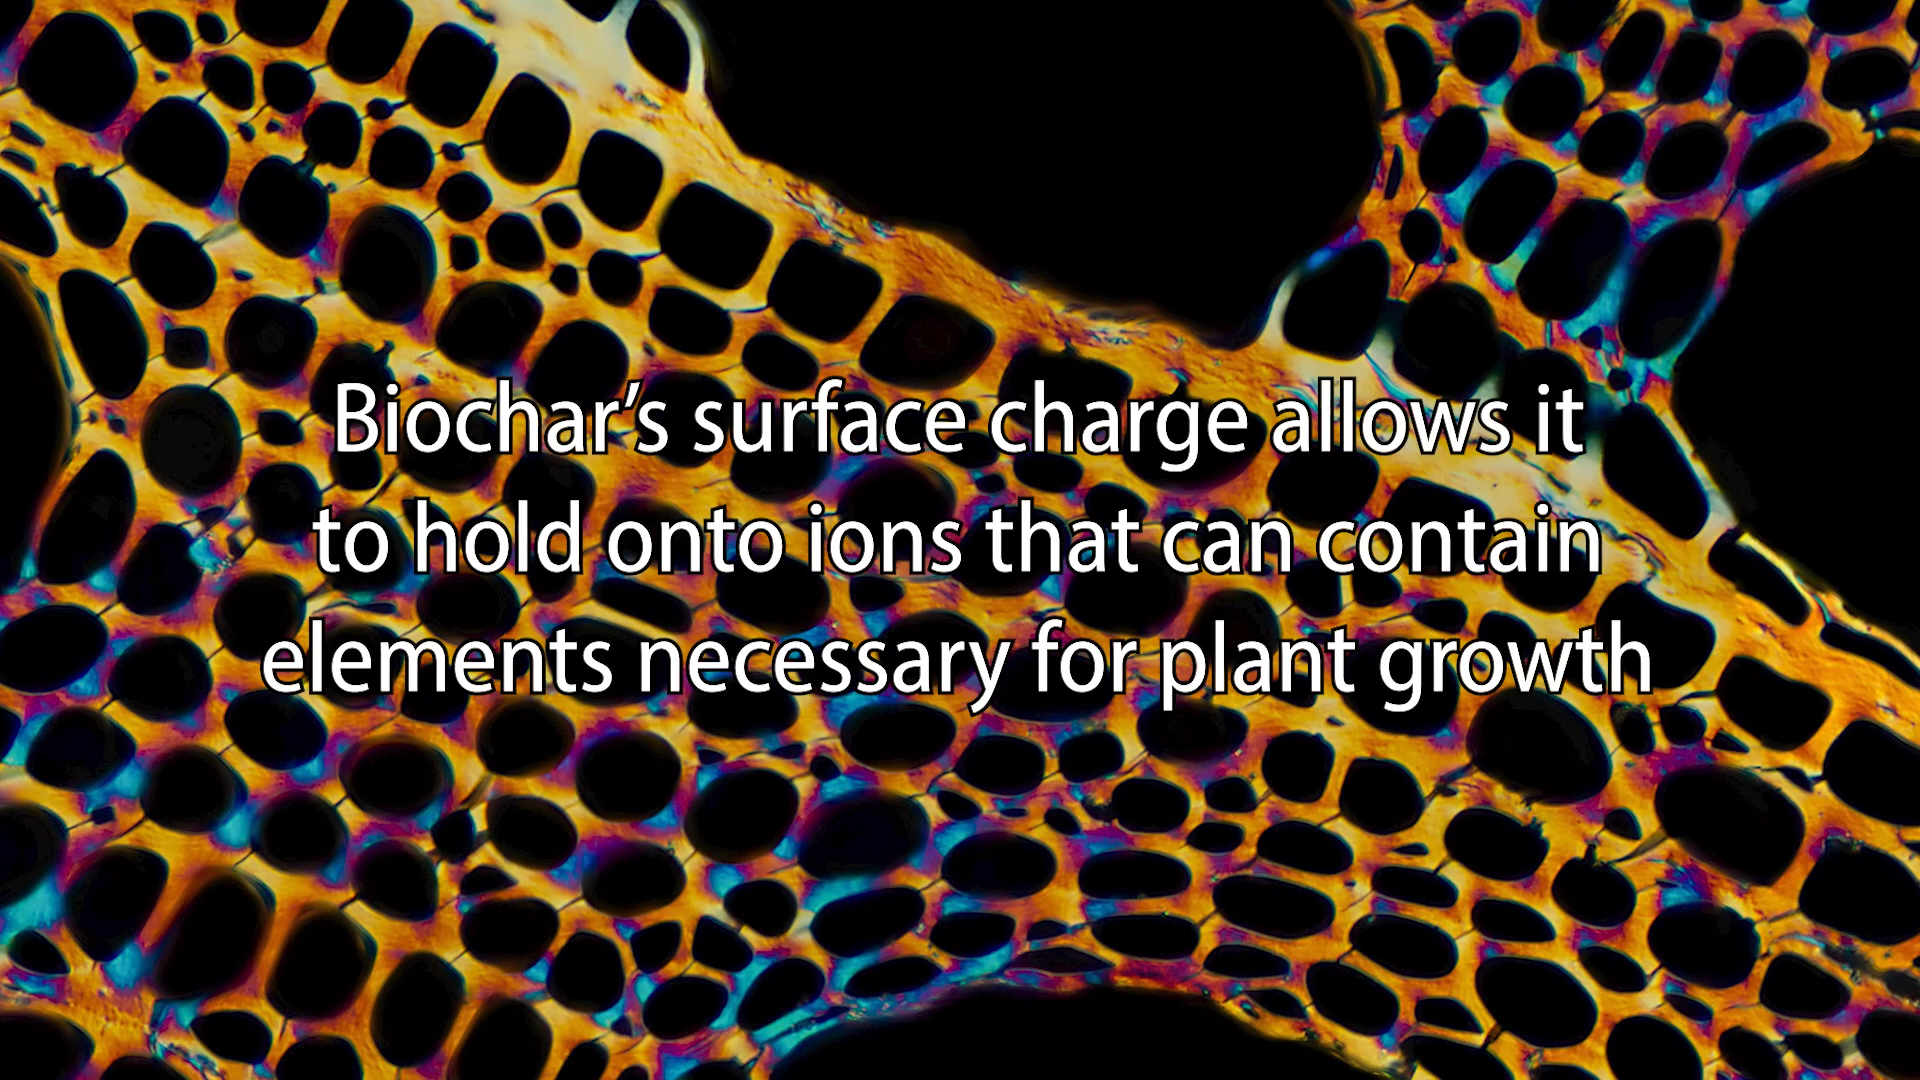 Biochar’s surface charge allows it
to hold onto ions that can contain
elements necessary for plant growth